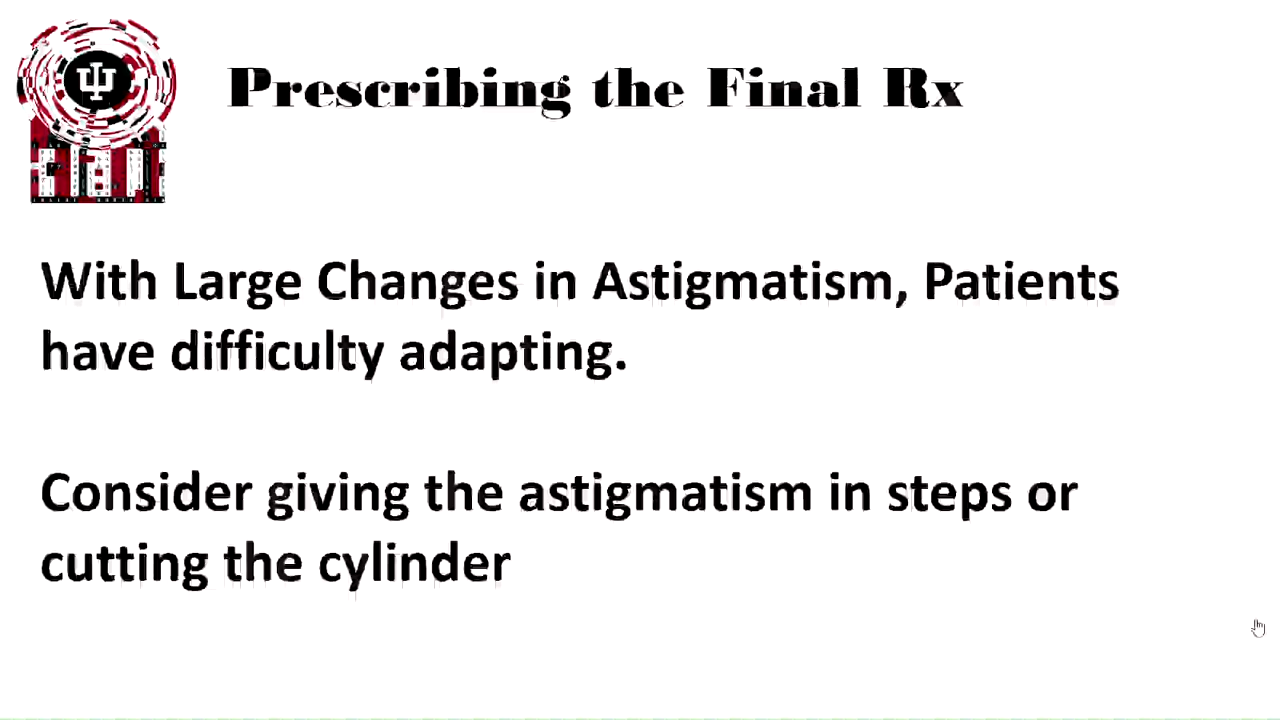 Prescribing the Final Rx
With Large Changes in Astigmatism, Patients
have difficulty adapting.
Consider giving the astigmatism in steps or
cutting the cylinder